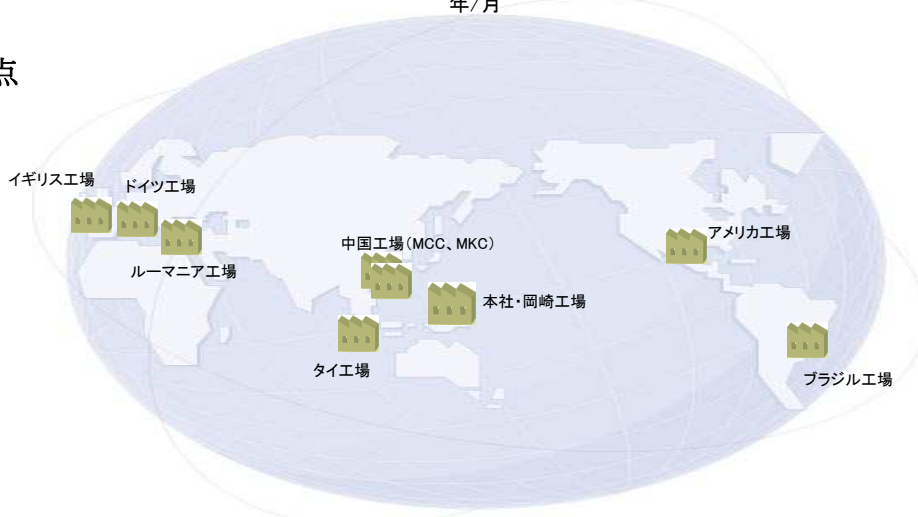 年/月
点
イギリス工場
ドイツ工場
ルーマニア工場
中国工場(MCC、MKC)
本社・岡崎工場
タイ工場
アメリカ工場
ブラジル工場